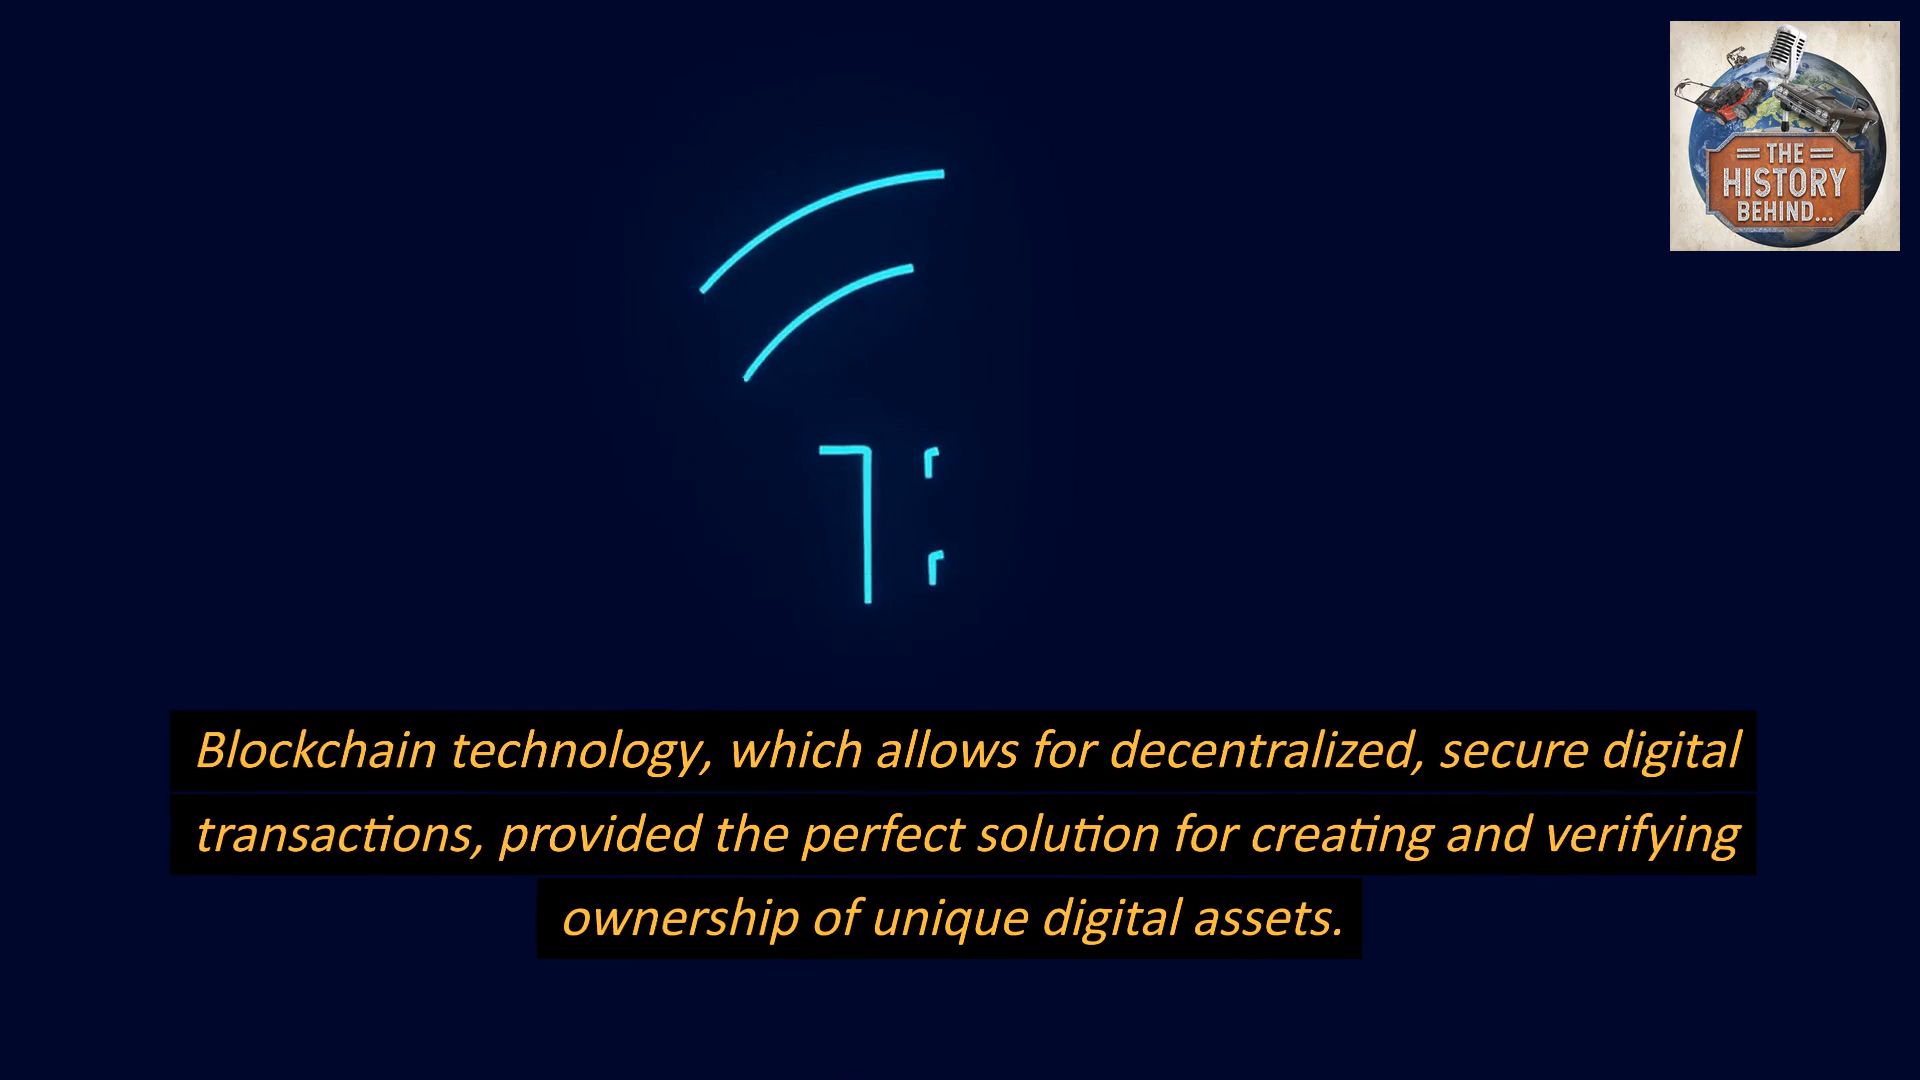 THE
HISTORY
BEHIND...
Blockchain technology, which allows for decentralized, secure digital
transactions, provided the perfect solution for creating and verifying
ownership of unique digital assets.